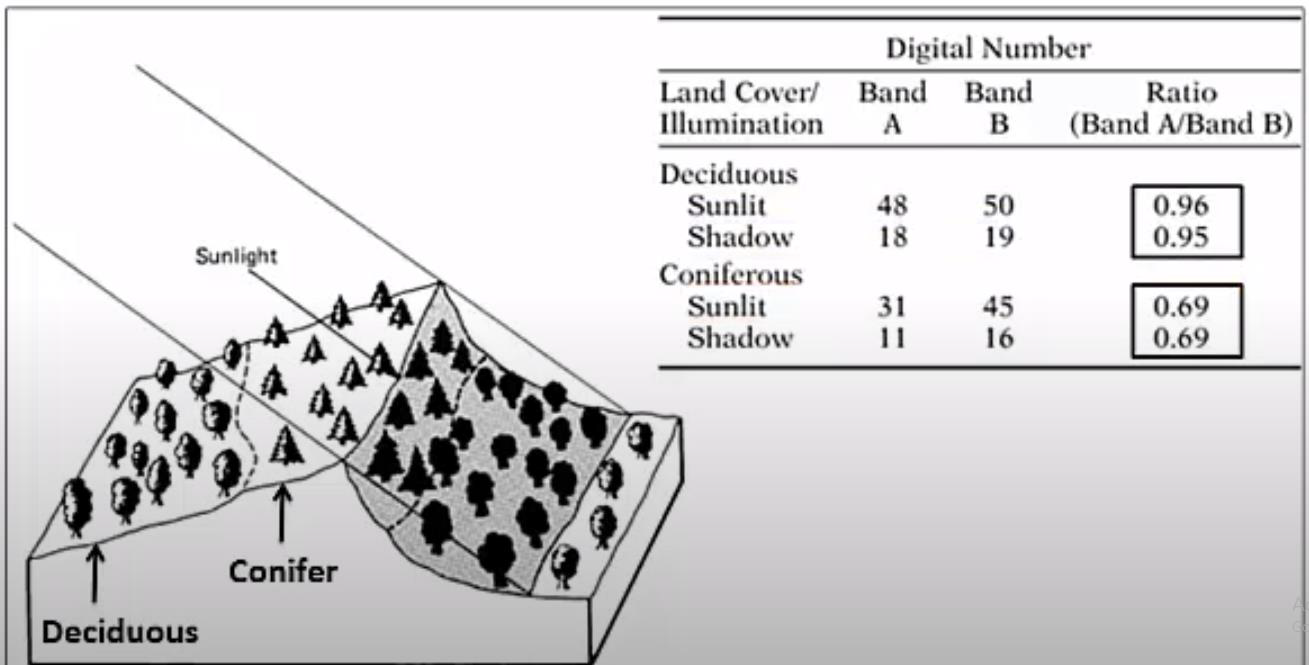 Digital Number
Land Cover/ Band Band Ratio
Illumination A B (Band A/Band B)
Deciduous
Sunlit 48 50 0.96
Shadow 18 19 0.95
Coniferous
Sunlit 31 45 0.69
Shadow 11 16 0.69
Sunlight
Conifer
Deciduous